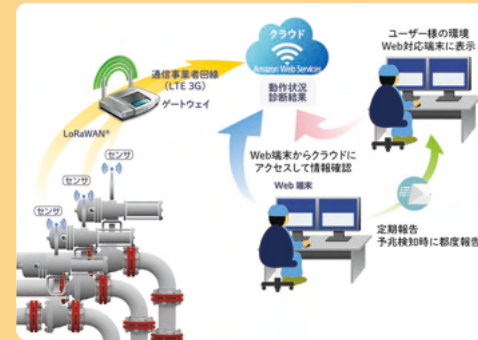 クラウド
Amazon Web Services
動作状況
診断結果
ユーザー様の環境
Web対応端末に表示
通信事業者回線
(LTE 3G)
ゲートウェイ
LoRaWAN®
センサ
センサ
センサ
Web端末からクラウドに
アクセスして情報確認
Web 端末
定期報告
予兆検知時に都度報告